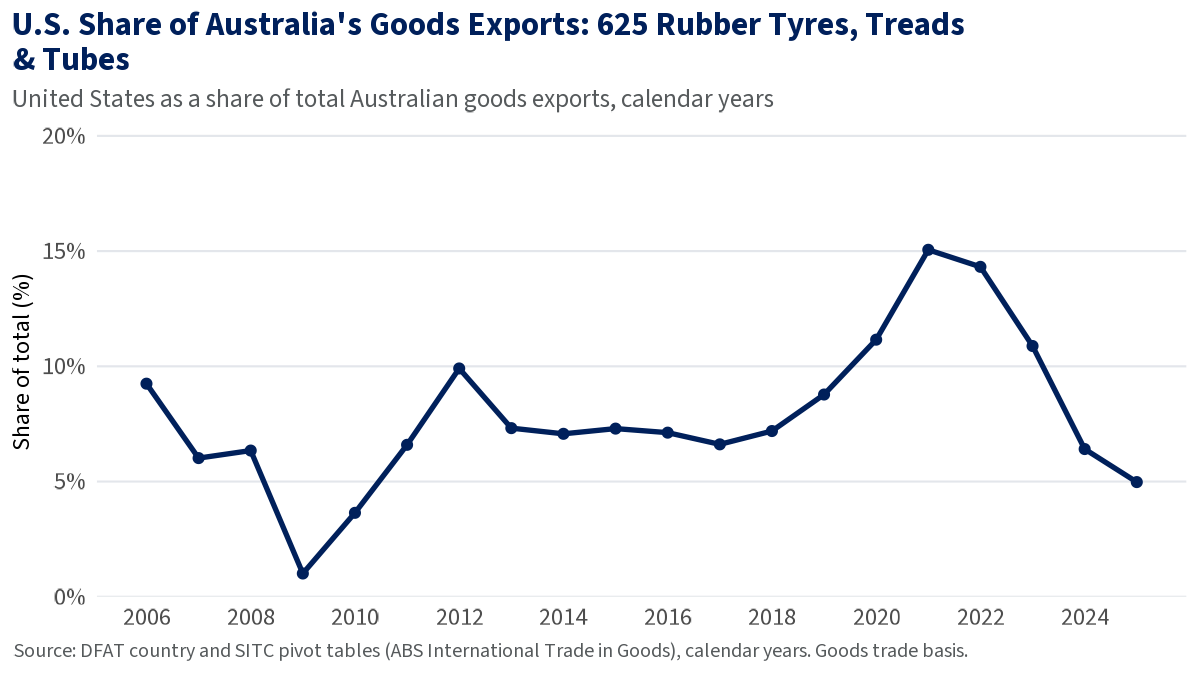 U.S. Share of Australia's Goods Exports: 625 Rubber Tyres, Treads
& Tubes
United States as a share of total Australian goods exports, calendar years
20%
15%
10%
5%
0%
Share of total (%)
2006 2008 2010 2012 2014 2016 2018 2020 2022 2024
Source: DFAT country and SITC pivot tables (ABS International Trade in Goods), calendar years. Goods trade basis.